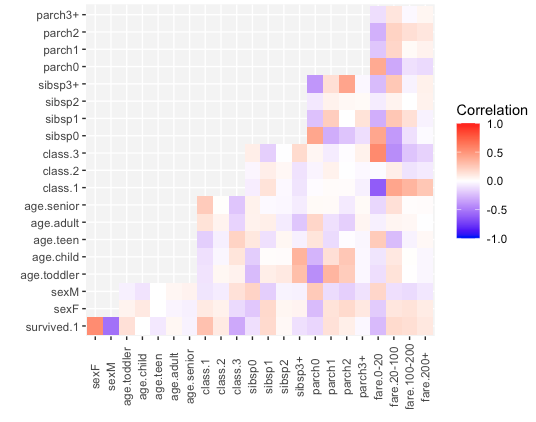 parch3+
parch2
parch1
parch0
sibsp3+
sibsp2
sibsp1
sibsp0
class.3
class.2
class.1
age.senior
age.adult
age.teen
age.child
age.toddler
sexM
sexF
survived.1
sexF
sexM
age.toddler
age.child
age.teen
age.adult
age.senior
class.1
class.2
class.3
sibsp0
sibsp1
sibsp2
sibsp3+
parch0
parch1
parch2
parch3+
fare.0-20
fare.20-100
fare.100-200
fare.200+
Correlation
1.0
0.5
0.0
-0.5
-1.0